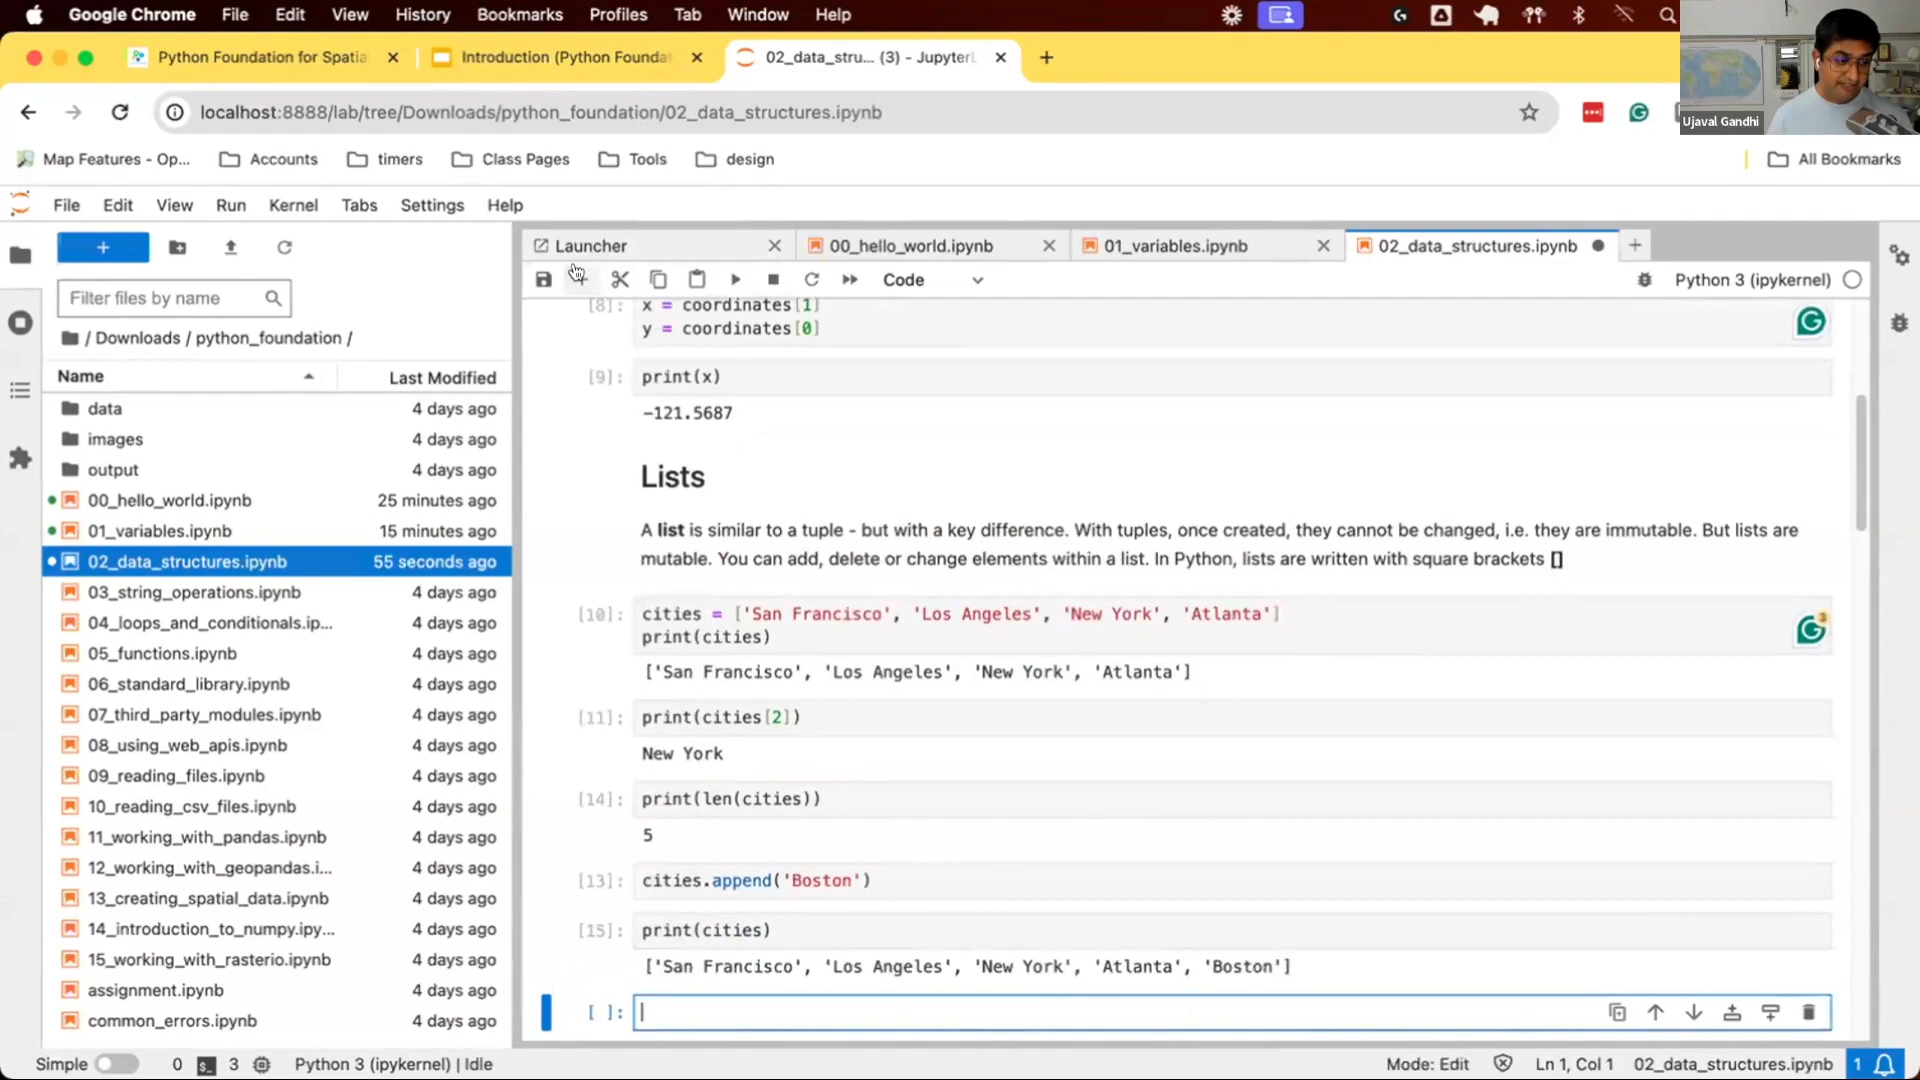 Google Chrome File Edit View History Bookmarks Profiles Tab Window Help
Python Foundation for Spatia Introduction (Python Founda 02_data_stru... (3) - JupyterL
localhost:8888/lab/tree/Downloads/python_foundation/02_data_structures.ipynb
Ujaval Gandhi
Map Features - Op... Accounts timers Class Pages Tools design All Bookmarks
File Edit View Run Kernel Tabs Settings Help
Launcher 00_hello_world.ipynb 01_variables.ipynb 02_data_structures.ipynb
Code Python 3 (ipykernel)
Filter files by name
/ Downloads / python_foundation /
Name Last Modified
data 4 days ago
images 4 days ago
output 4 days ago
00_hello_world.ipynb 25 minutes ago
01_variables.ipynb 15 minutes ago
02_data_structures.ipynb 55 seconds ago
03_string_operations.ipynb 4 days ago
04_loops_and_conditionals.ip... 4 days ago
05_functions.ipynb 4 days ago
06_standard_library.ipynb 4 days ago
07_third_party_modules.ipynb 4 days ago
08_using_web_apis.ipynb 4 days ago
09_reading_files.ipynb 4 days ago
10_reading_csv_files.ipynb 4 days ago
11_working_with_pandas.ipynb 4 days ago
12_working_with_geopandas.i... 4 days ago
13_creating_spatial_data.ipynb 4 days ago
14_introduction_to_numpy.ipy... 4 days ago
15_working_with_rasterio.ipynb 4 days ago
assignment.ipynb 4 days ago
common_errors.ipynb 4 days ago
[8]: x = coordinates[1]
y = coordinates[0]
[9]: print(x)
-121.5687
Lists
A list is similar to a tuple - but with a key difference. With tuples, once created, they cannot be changed, i.e. they are immutable. But lists are
mutable. You can add, delete or change elements within a list. In Python, lists are written with square brackets []
[10]: cities = ['San Francisco', 'Los Angeles', 'New York', 'Atlanta']
print(cities)
['San Francisco', 'Los Angeles', 'New York', 'Atlanta']
[11]: print(cities[2])
New York
[14]: print(len(cities))
5
[13]: cities.append('Boston')
[15]: print(cities)
['San Francisco', 'Los Angeles', 'New York', 'Atlanta', 'Boston']
[ ]:
Simple 0 3 Python 3 (ipykernel) | Idle Mode: Edit Ln 1, Col 1 02_data_structures.ipynb 1